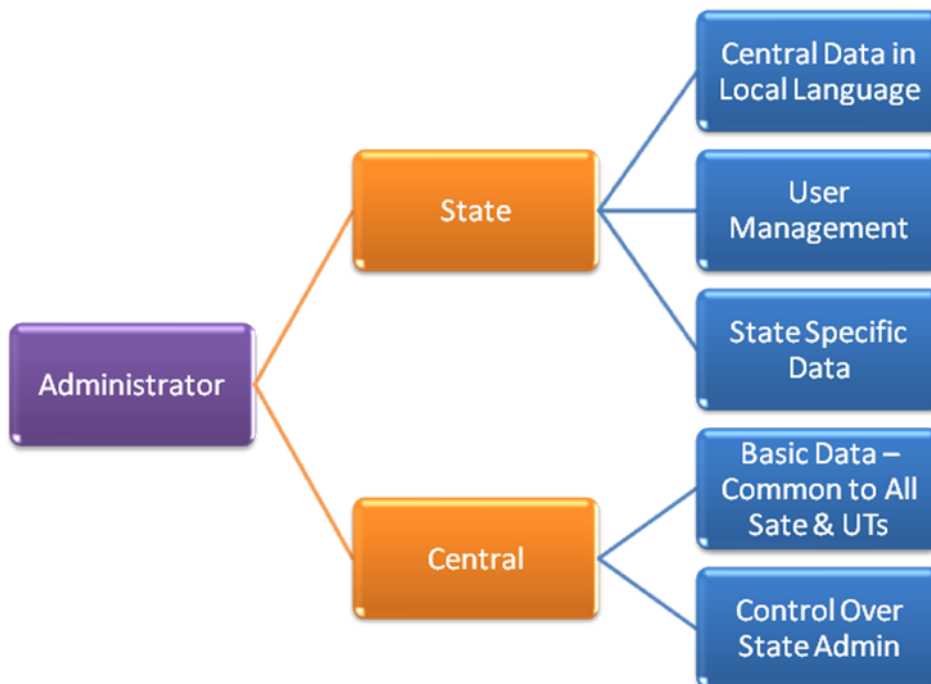 Central Data in
Local Language
State
User
Management
State Specific
Data
Administrator
Basic Data –
Common to All
Sate & UTs
Central
Control Over
State Admin